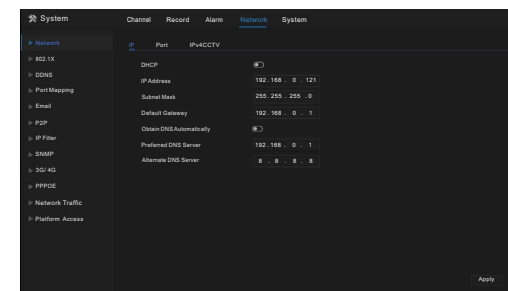 System
Channel Record Alarm Network System
Network
802.1X
DDNS
Port Mapping
Email
P2P
IP Filter
SNMP
3G/ 4G
PPPOE
Network Traffic
Platform Access
IP Port IPv4CCTV
DHCP
IP Address 192 . 168 . 0 . 121
Subnet Mask 255. 255 . 255 . 0
Default Gateway 192 . 168 . 0 . 1
Obtain DNS Automatically
Preferred DNS Server 192. 168 . 0 . 1
Alternate DNS Server 8 . 8 . 8 . 8
Apply